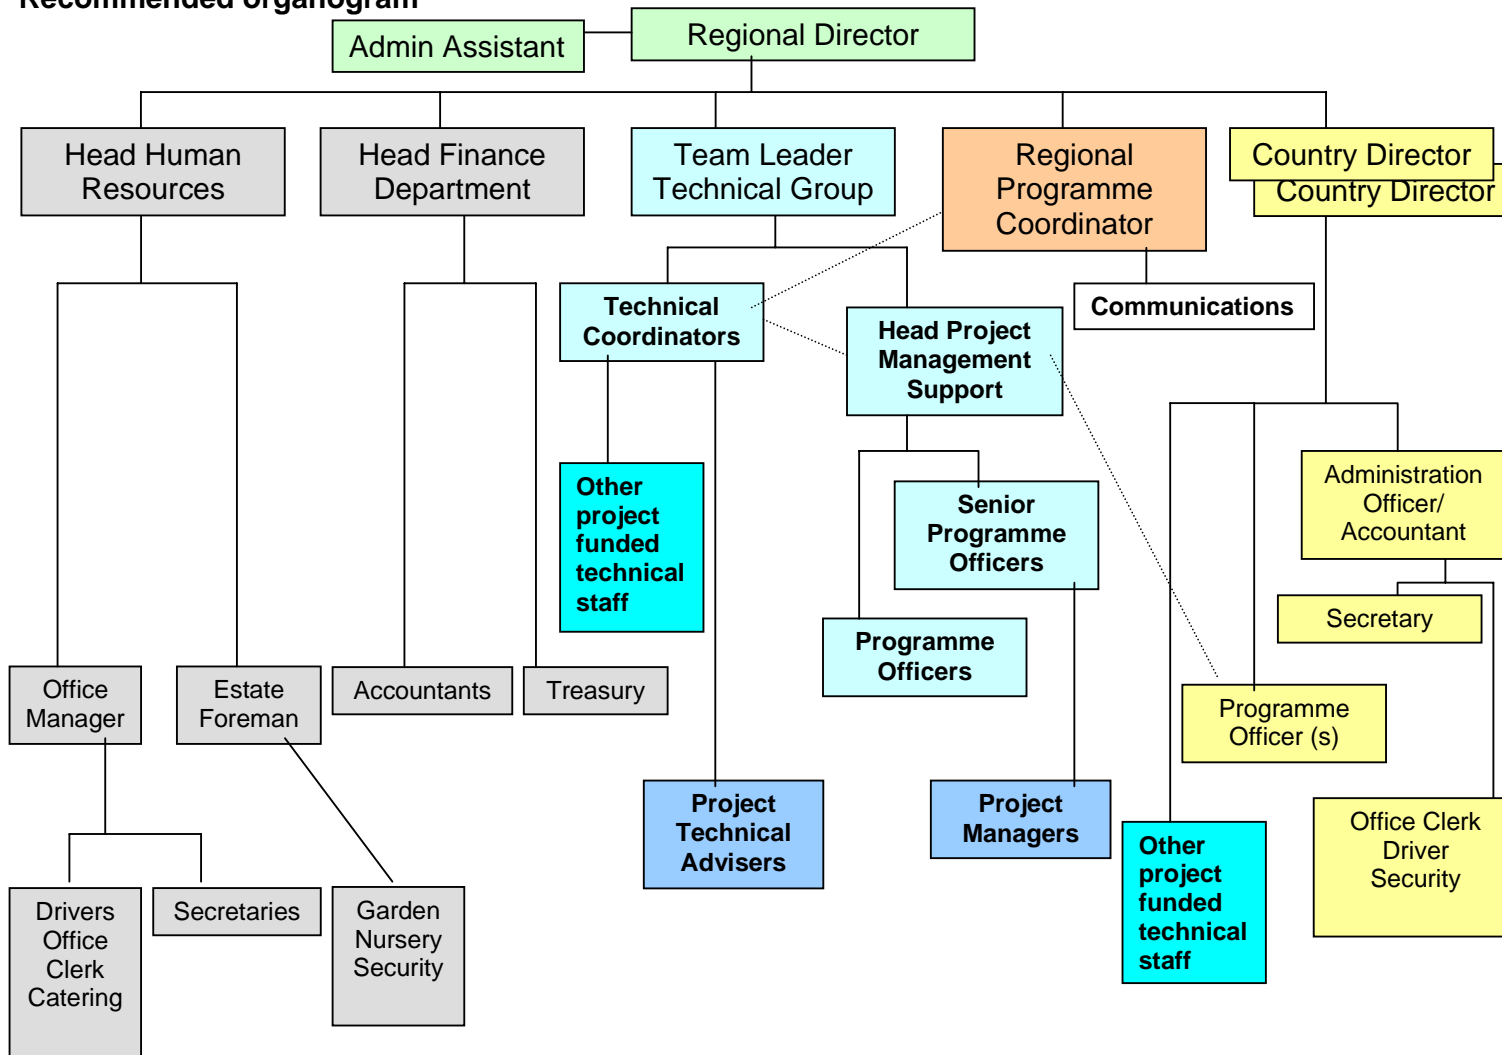 Recommended organogram
Admin Assistant
Regional Director
Head Human
Resources
Head Finance
Department
Team Leader
Technical Group
Regional
Programme
Coordinator
Country Director
Country Director
Technical
Coordinators
Head Project
Management
Support
Communications
Other
project
funded
technical
staff
Senior
Programme
Officers
Administration
Officer/
Accountant
Secretary
Programme
Officers
Office
Manager
Estate
Foreman
Accountants
Treasury
Programme
Officer (s)
Project
Technical
Advisers
Project
Managers
Other
project
funded
technical
staff
Office Clerk
Driver
Security
Drivers
Office
Clerk
Catering
Secretaries
Garden
Nursery
Security